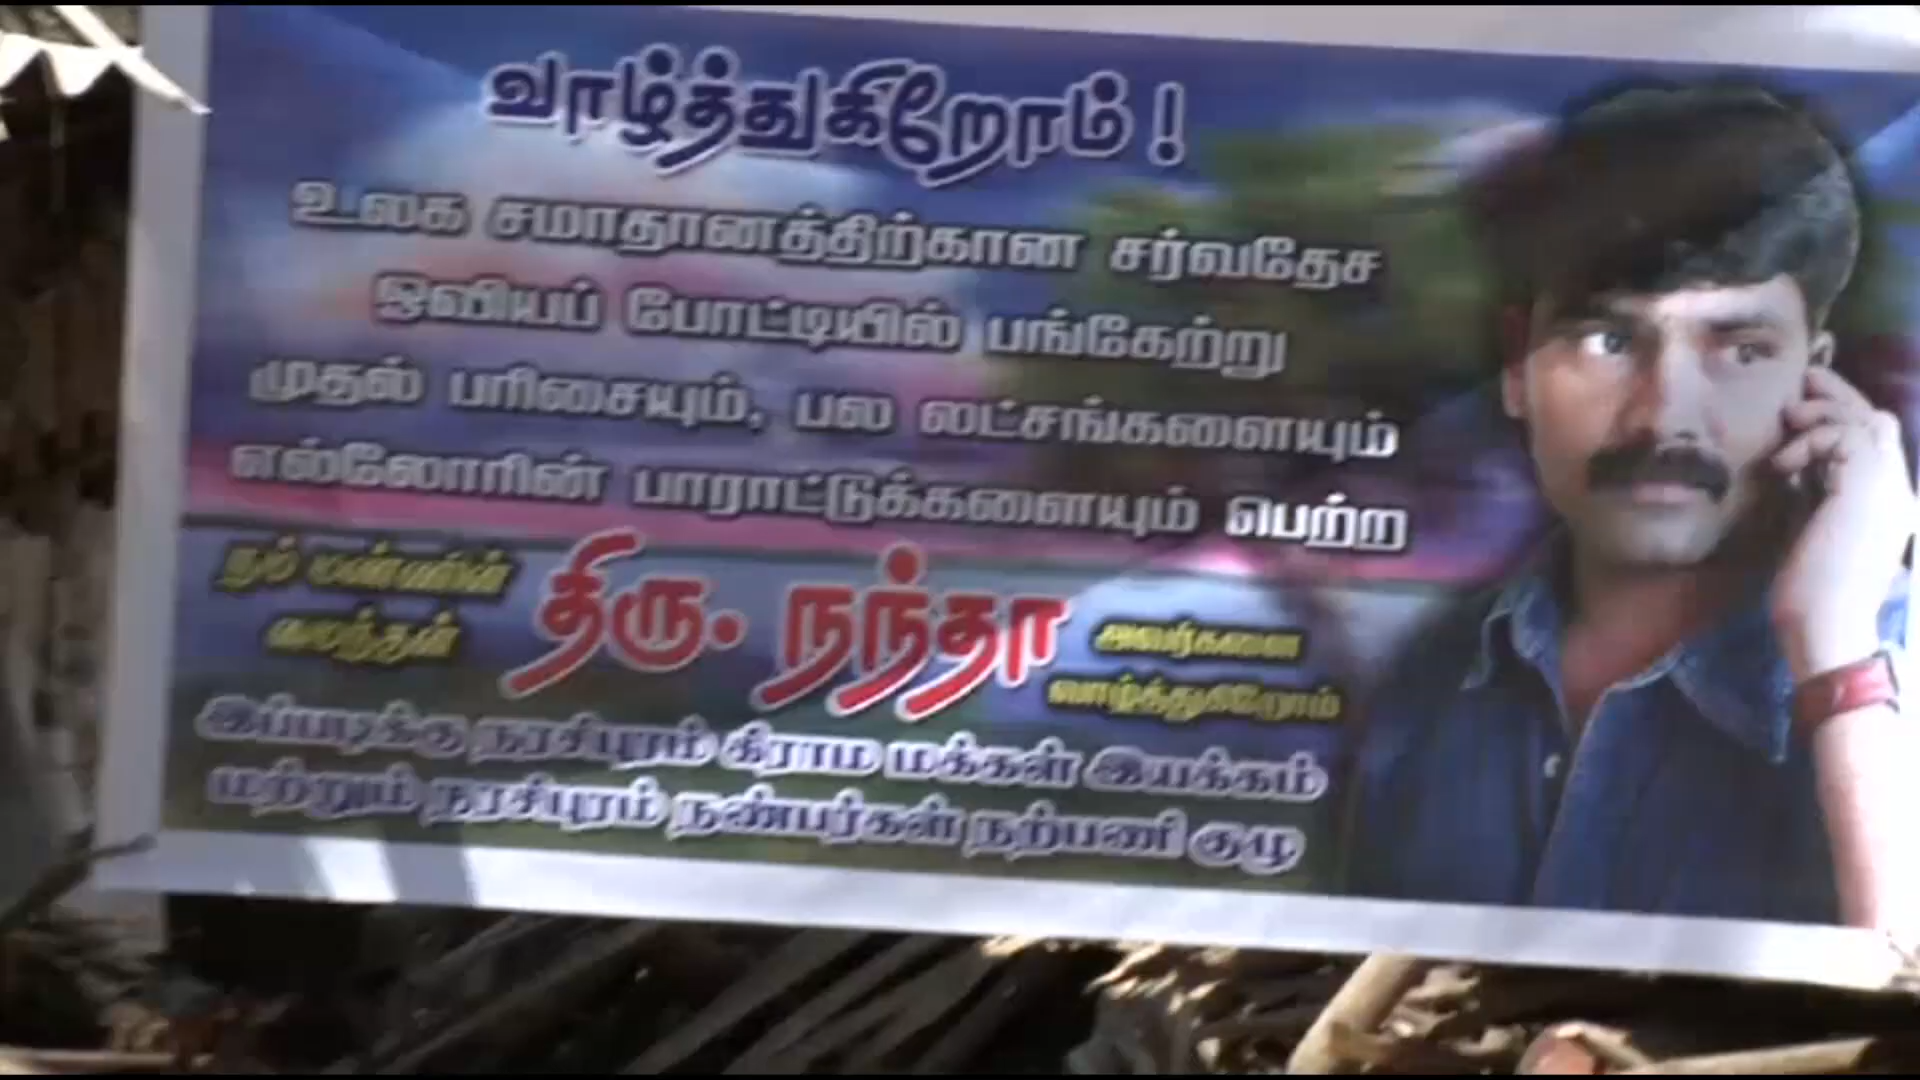 வாழ்த்துகிறோம் !
உலக சமாதானத்திற்கான சர்வதேச
ஓவியப் போட்டியில் பங்கேற்று
முதல் பரிசையும், பல லட்சங்களையும்
எல்லோரின் பாராட்டுக்களையும் பெற்ற
நம் மண்ணின்
மைந்தன்
திரு. நந்தா
அவர்களை
வாழ்த்துகிறோம்
இப்படிக்கு நரசிபுரம் கிராம மக்கள் இயக்கம்
மற்றும் நரசிபுரம் நண்பர்கள் நற்பணி குழு